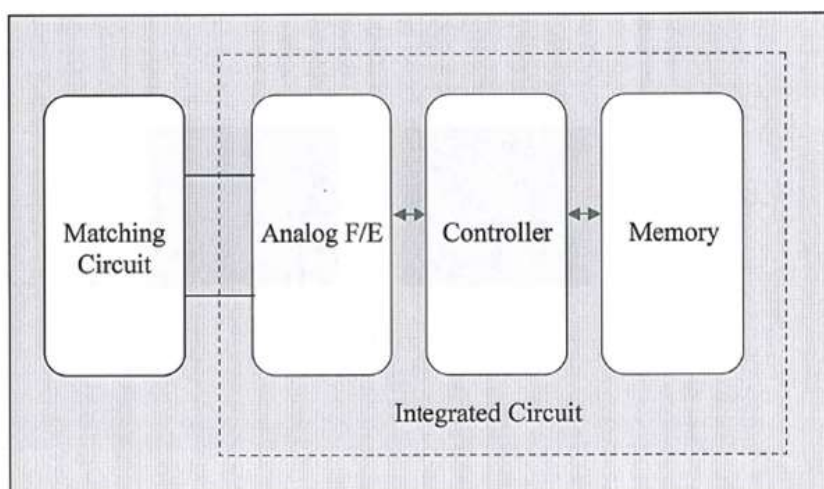 Matching
Circuit
Analog F/E
Controller
Memory
Integrated Circuit